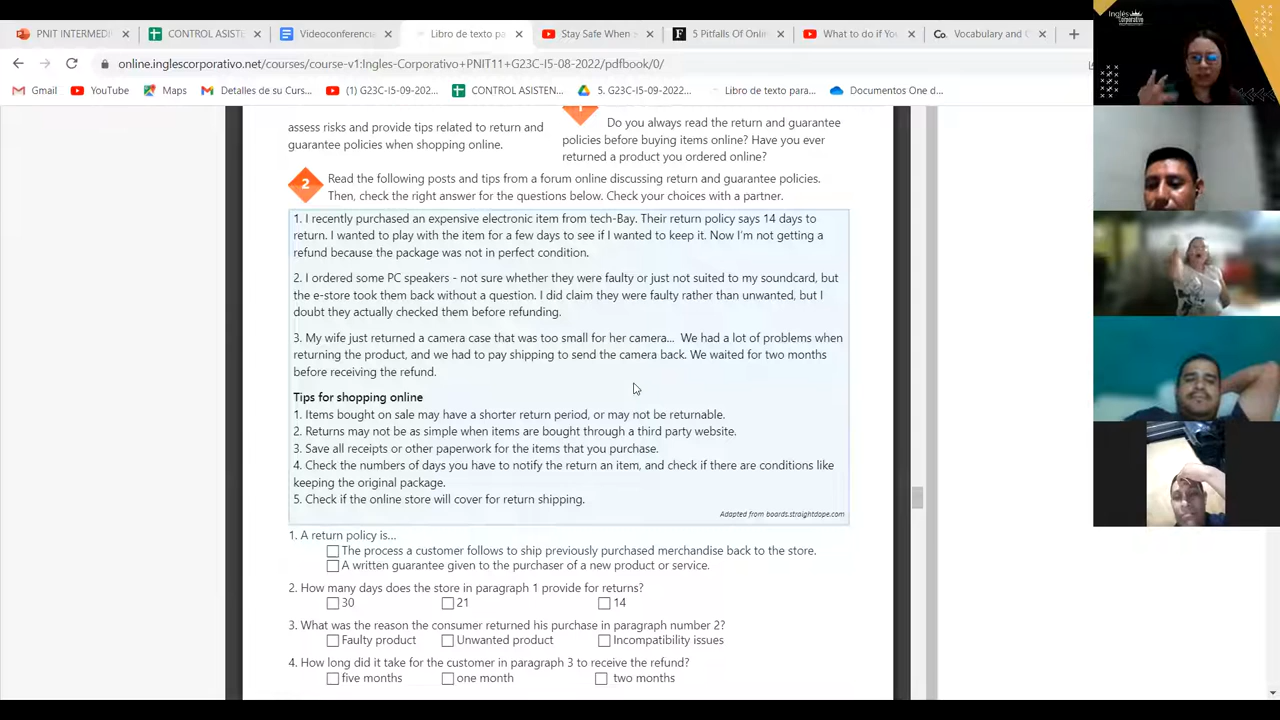 PNIT INTERMEDI
CONTROL ASISTE
Videoconferencia
Libro de texto pa
Stay Safe When
5 Pitfalls Of Onlin
What to do if You
Co. Vocabulary and
online.inglescorporativo.net/courses/course-v1:Ingles-Corporativo+PNIT11+G23C-I5-08-2022/pdfbook/0/
Gmail
YouTube
Maps
Detalles de su Curs...
(1) G23C-I5-09-202...
CONTROL ASISTEN...
5. G23C-I5-09-2022...
Libro de texto para...
Documentos One d...
Inglés
Corporativo
assess risks and provide tips related to return and
guarantee policies when shopping online.
1
Do you always read the return and guarantee
policies before buying items online? Have you ever
returned a product you ordered online?
2
Read the following posts and tips from a forum online discussing return and guarantee policies.
Then, check the right answer for the questions below. Check your choices with a partner.
1. I recently purchased an expensive electronic item from tech-Bay. Their return policy says 14 days to
return. I wanted to play with the item for a few days to see if I wanted to keep it. Now I'm not getting a
refund because the package was not in perfect condition.
2. I ordered some PC speakers - not sure whether they were faulty or just not suited to my soundcard, but
the e-store took them back without a question. I did claim they were faulty rather than unwanted, but I
doubt they actually checked them before refunding.
3. My wife just returned a camera case that was too small for her camera... We had a lot of problems when
returning the product, and we had to pay shipping to send the camera back. We waited for two months
before receiving the refund.
Tips for shopping online
1. Items bought on sale may have a shorter return period, or may not be returnable.
2. Returns may not be as simple when items are bought through a third party website.
3. Save all receipts or other paperwork for the items that you purchase.
4. Check the numbers of days you have to notify the return an item, and check if there are conditions like
keeping the original package.
5. Check if the online store will cover for return shipping.
Adapted from boards.straightdope.com
1. A return policy is...
The process a customer follows to ship previously purchased merchandise back to the store.
A written guarantee given to the purchaser of a new product or service.
2. How many days does the store in paragraph 1 provide for returns?
30 21 14
3. What was the reason the consumer returned his purchase in paragraph number 2?
Faulty product Unwanted product Incompatibility issues
4. How long did it take for the customer in paragraph 3 to receive the refund?
five months one month two months